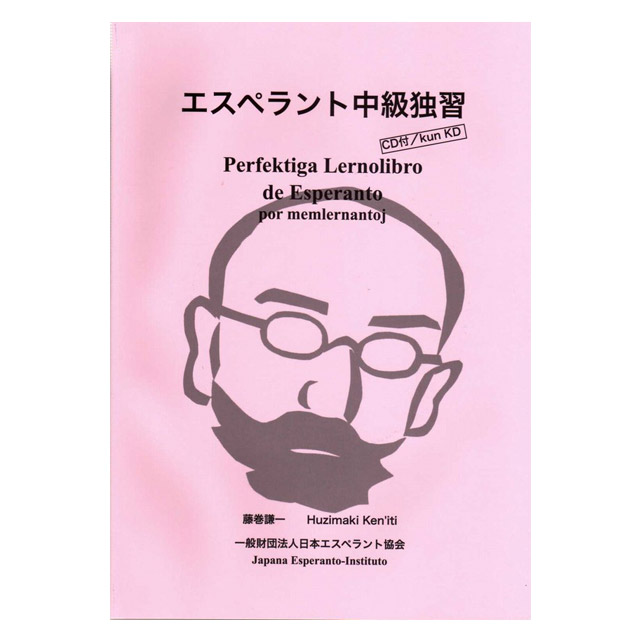 エスペラント中級独習
CD付／kun KD
Perfektiga Lernolibro
de Esperanto
por memlernantoj
藤巻謙一 Huzimaki Ken'iti
一般財団法人日本エスペラント協会
Japana Esperanto-Instituto